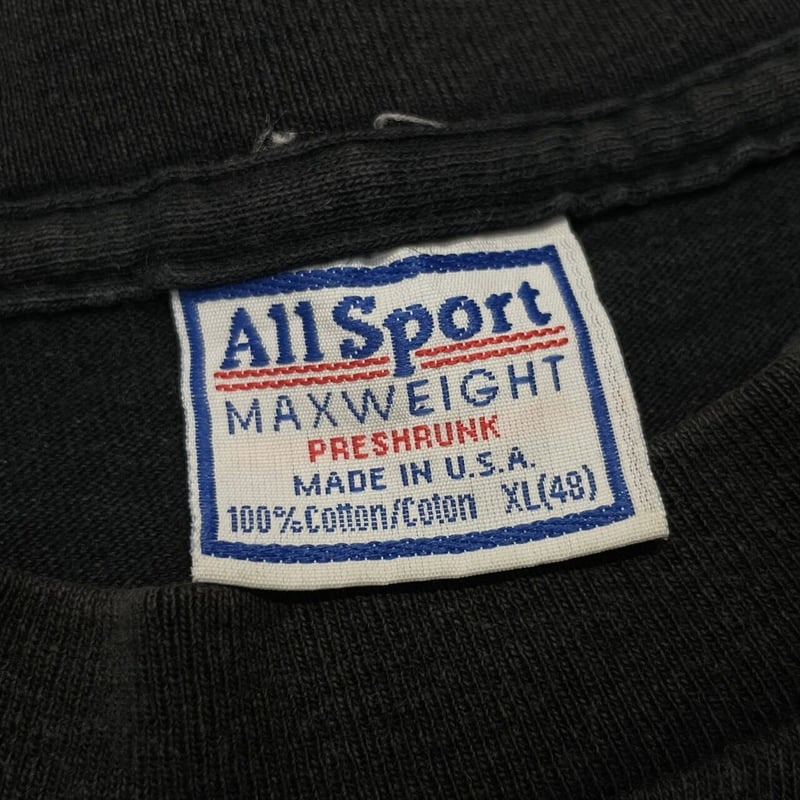 All Sport
MAXWEIGHT
PRESHRUNK
MADE IN U.S.A.
100% Cotton/Coton XL(48)